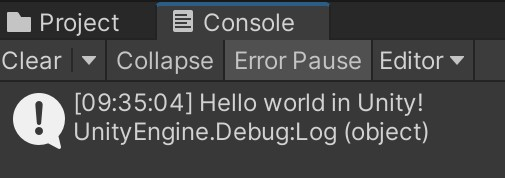 Project Console
Clear Collapse Error Pause Editor
[09:35:04] Hello world in Unity!
UnityEngine.Debug:Log (object)